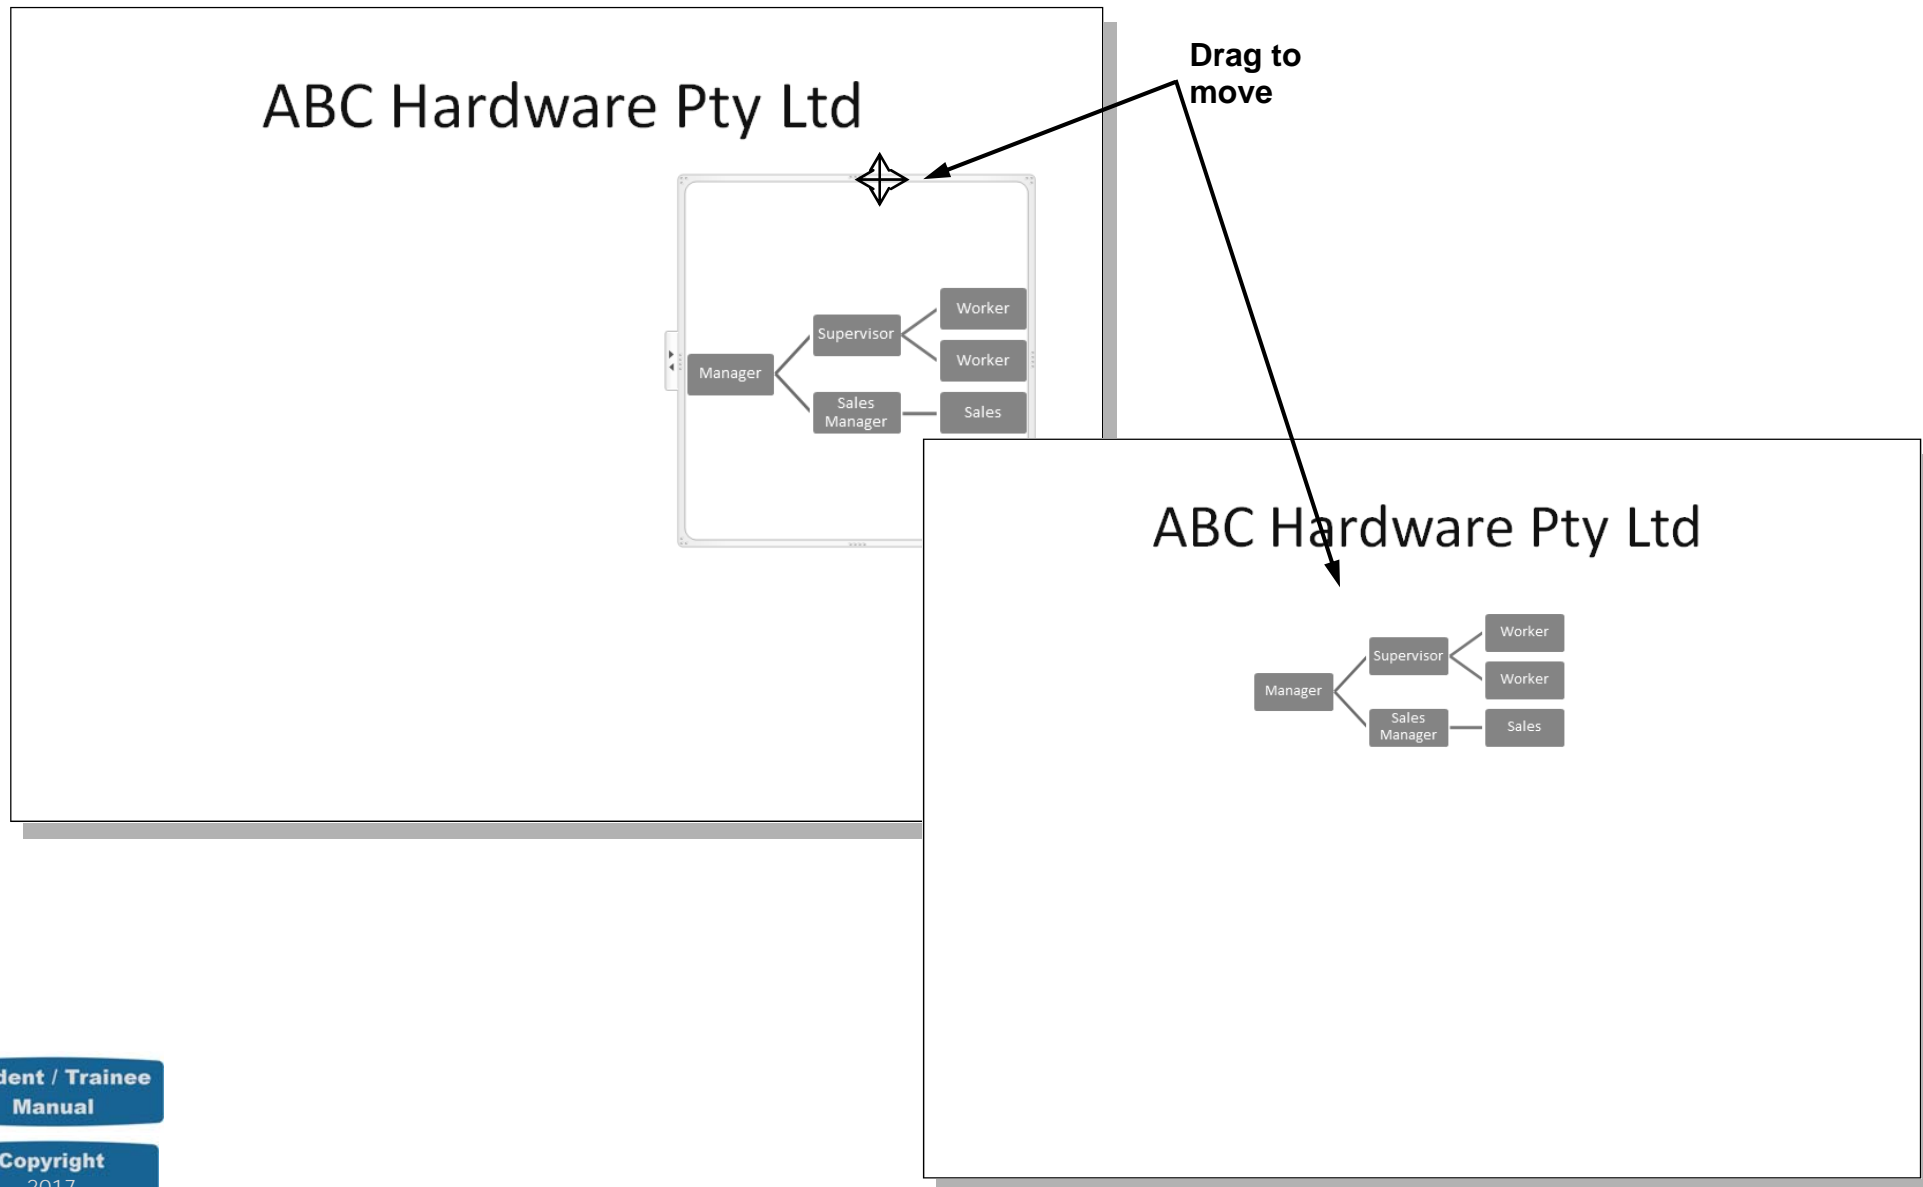 ABC Hardware Pty Ltd
Drag to
move
Worker
Supervisor
Worker
Manager
Sales
Manager
Sales
ABC Hardware Pty Ltd
Worker
Supervisor
Worker
Manager
Sales
Manager
Sales
/ Trainee
Manual
Copyright
2017